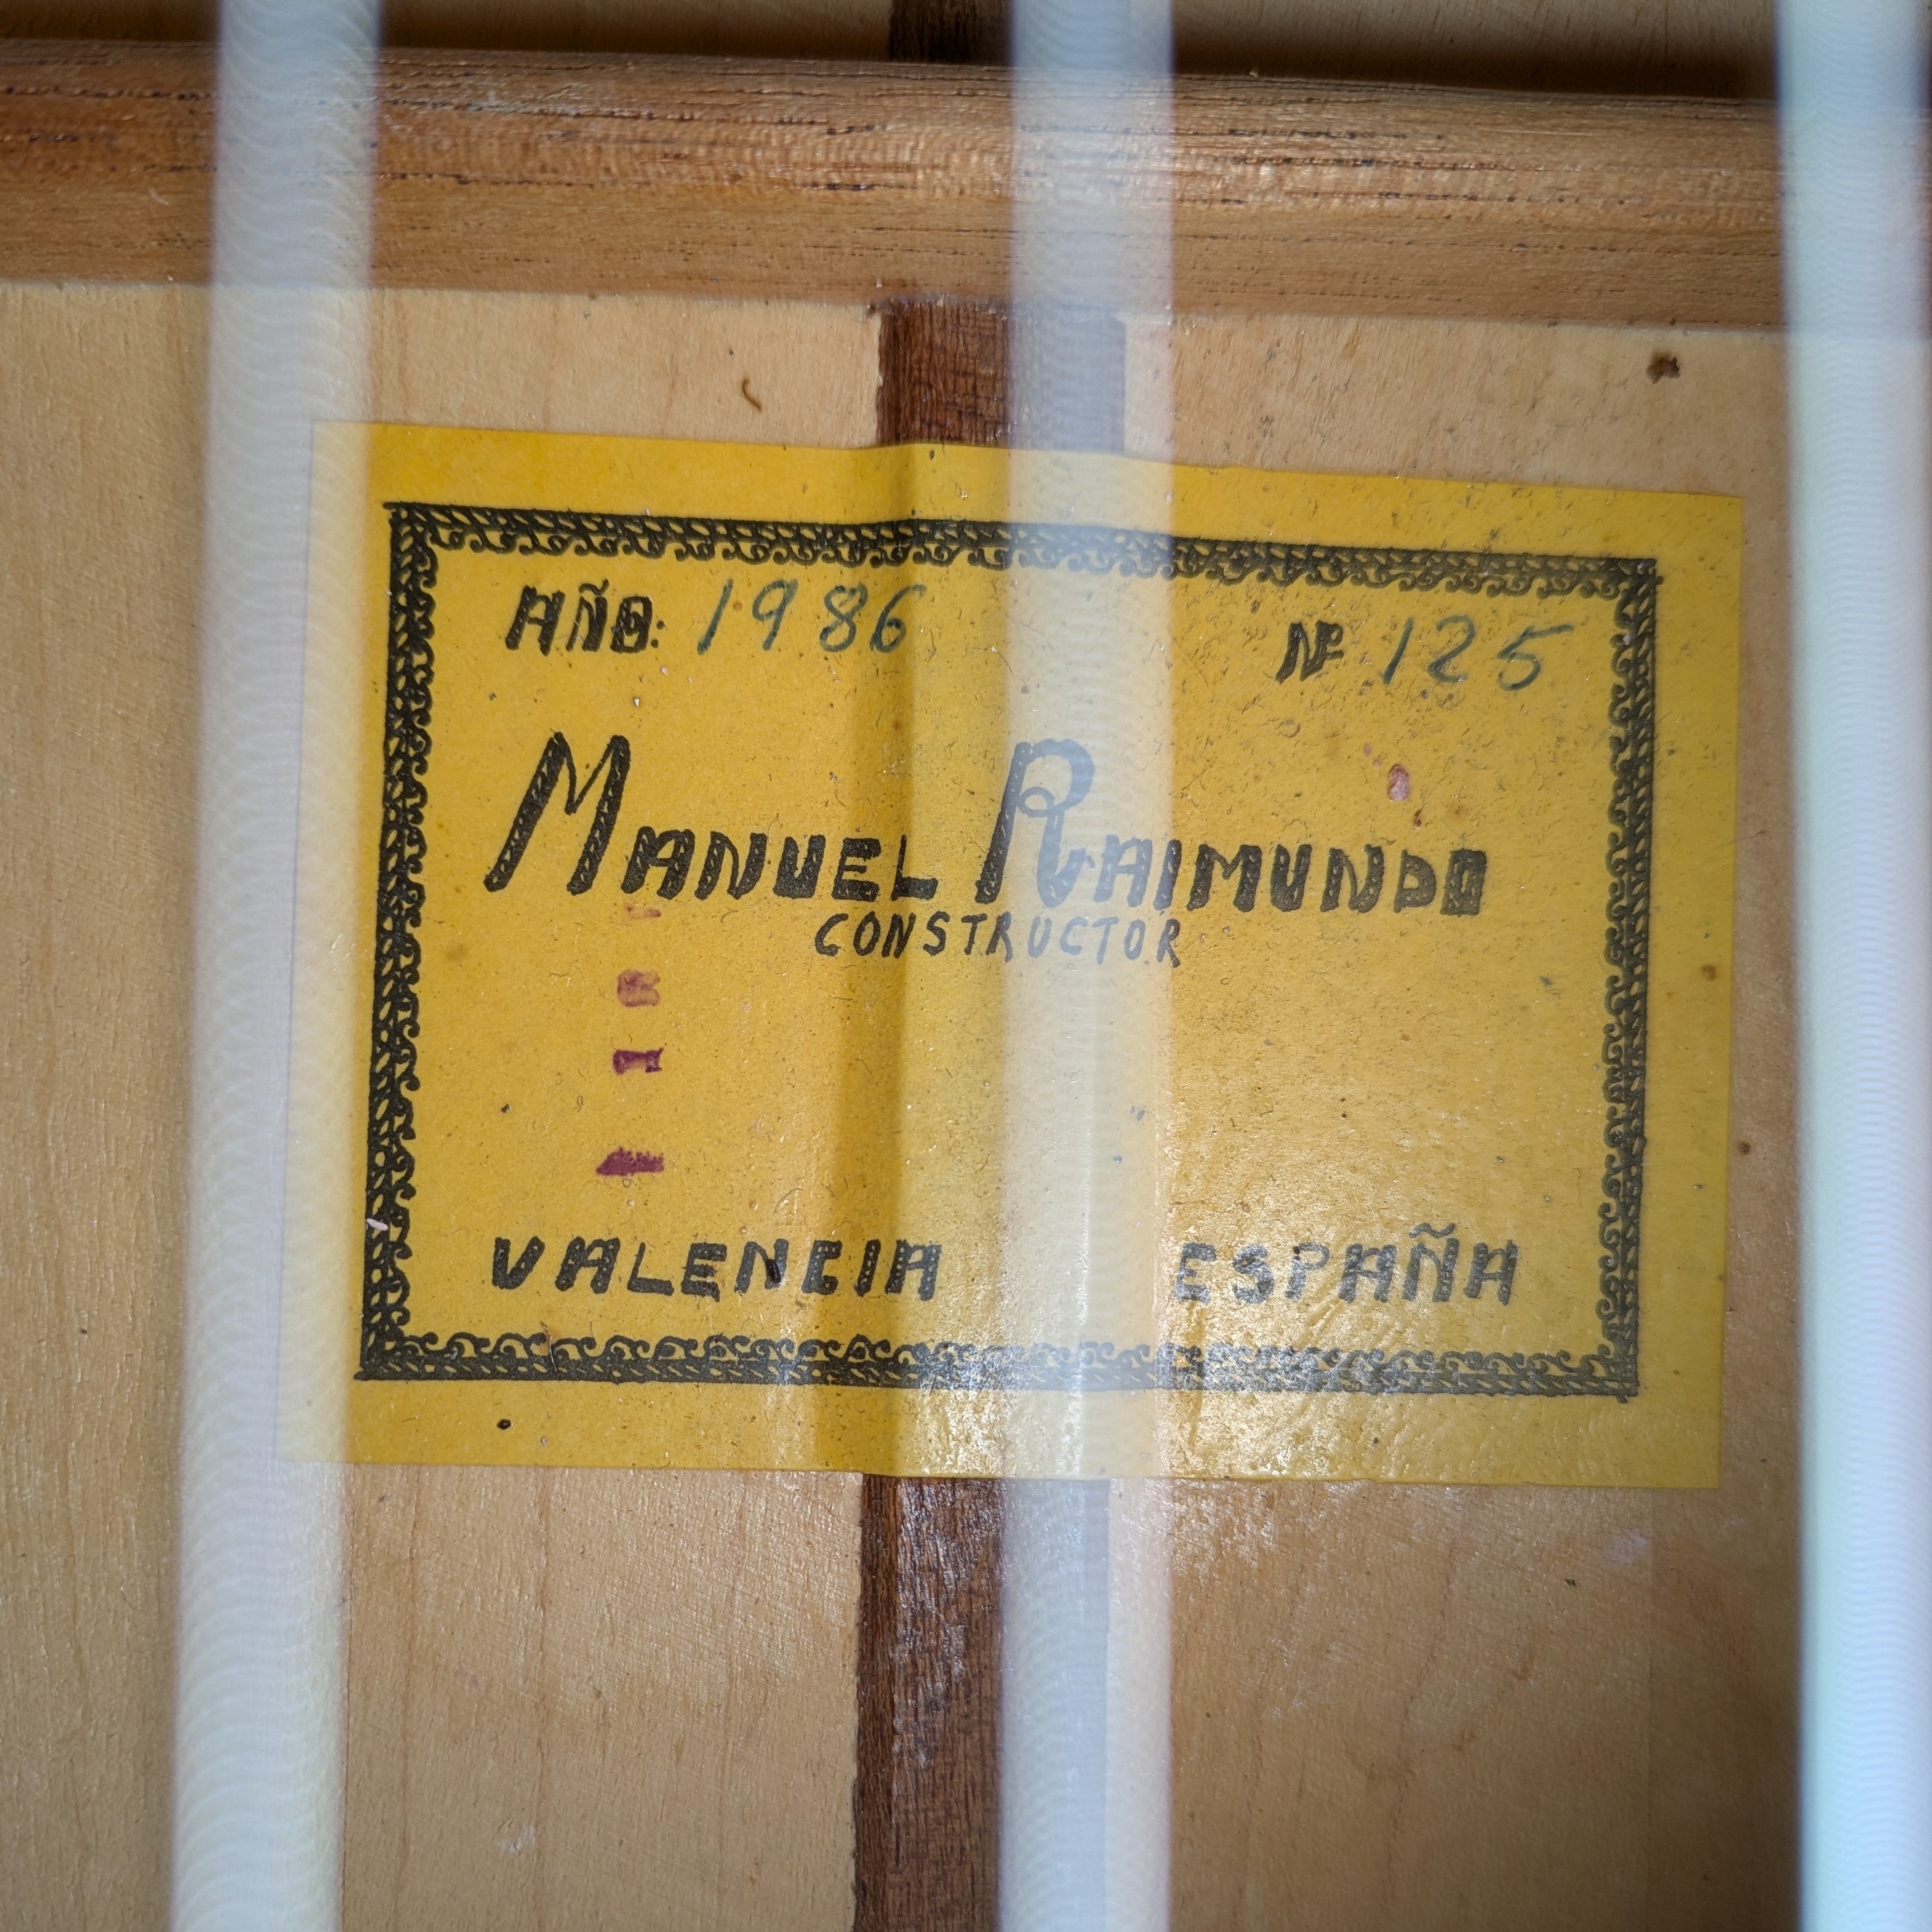 AÑO: 1986 Nº 125
MANUEL RAIMUNDO
CONSTRUCTOR
VALENCIA ESPAÑA